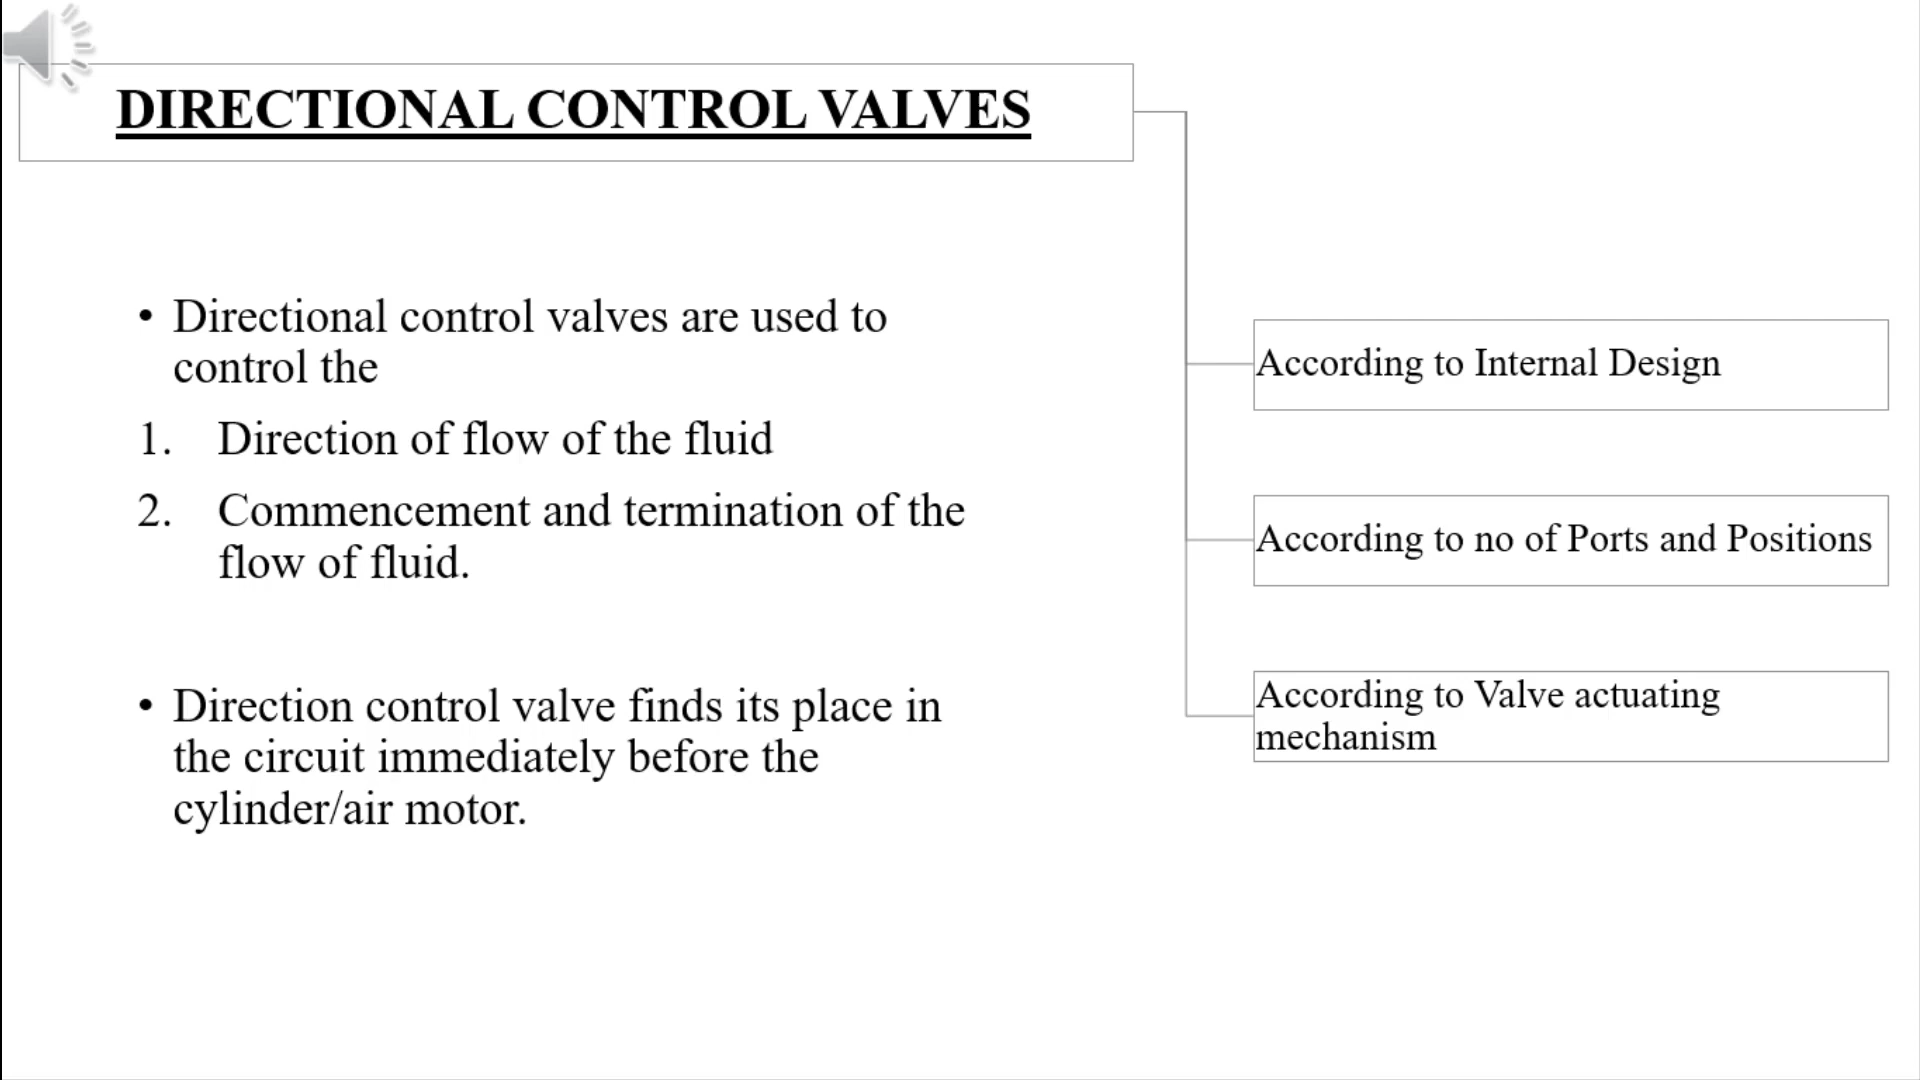 DIRECTIONAL CONTROL VALVES
• Directional control valves are used to
control the
1. Direction of flow of the fluid
2. Commencement and termination of the
flow of fluid.
• Direction control valve finds its place in
the circuit immediately before the
cylinder/air motor.
According to Internal Design
According to no of Ports and Positions
According to Valve actuating
mechanism